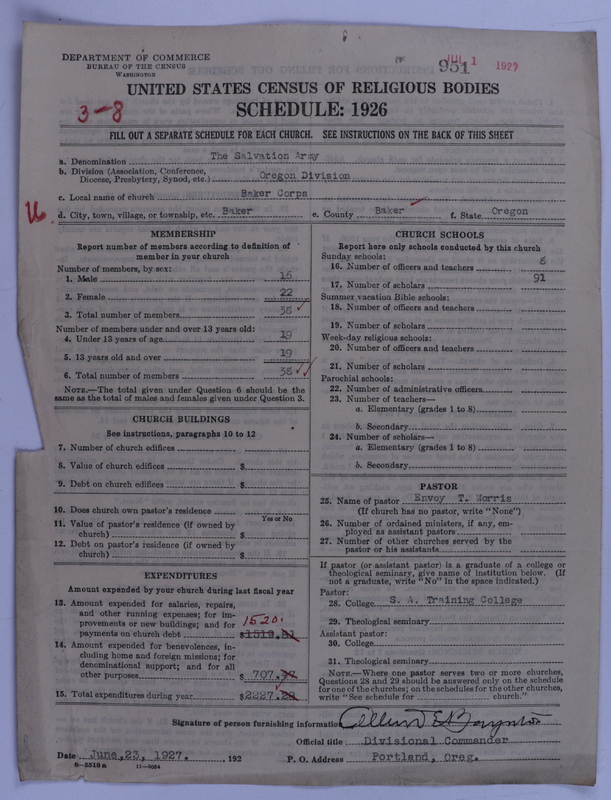 DEPARTMENT OF COMMERCE
BUREAU OF THE CENSUS
WASHINGTON
951
JUL 1 1927
UNITED STATES CENSUS OF RELIGIOUS BODIES
SCHEDULE: 1926
3-8
FILL OUT A SEPARATE SCHEDULE FOR EACH CHURCH. SEE INSTRUCTIONS ON THE BACK OF THIS SHEET
a. Denomination The Salvation Army
b. Division (Association, Conference, Diocese, Presbytery, Synod, etc.) Oregon Division
c. Local name of church Baker Corps
d. City, town, village, or township, etc. Baker e. County Baker f. State Oregon
MEMBERSHIP
Report number of members according to definition of
member in your church
Number of members, by sex:
1. Male 16
2. Female 22
3. Total number of members 38
Number of members under and over 13 years old:
4. Under 13 years of age 19
5. 13 years old and over 19
6. Total number of members 38
NOTE.—The total given under Question 6 should be
same as the total of males and females given under Question 3.
CHURCH BUILDINGS
See instructions, paragraphs 10 to 12
7. Number of church edifices
8. Value of church edifices $
9. Debt on church edifices $
10. Does church own pastor's residence
Yes or No
11. Value of pastor's residence (if owned by
church) $
12. Debt on pastor's residence (if owned by
church) $
EXPENDITURES
Amount expended by your church during last fiscal year
13. Amount expended for salaries, repairs,
and other running expenses; for im-
provements or new buildings; and for 1520.
payments on church debt $1519.81
14. Amount expended for benevolences, in-
cluding home and foreign missions; for
denominational support; and for all
other purposes $ 707.
15. Total expenditures during year $2227.
CHURCH SCHOOLS
Report here only schools conducted by this church
Sunday schools:
16. Number of officers and teachers 6
17. Number of scholars 91
Summer vacation Bible schools:
18. Number of officers and teachers
19. Number of scholars
Week-day religious schools:
20. Number of officers and teachers
21. Number of scholars
Parochial schools:
22. Number of administrative officers
23. Number of teachers—
a. Elementary (grades 1 to 8)
b. Secondary
24. Number of scholars—
a. Elementary (grades 1 to 8)
b. Secondary
PASTOR
25. Name of pastor Envoy T. Morris
(If church has no pastor, write "None")
26. Number of ordained ministers, if any, em-
ployed as assistant pastors
27. Number of other churches served by the
pastor or his assistants
If pastor (or assistant pastor) is a graduate of a college or
theological seminary, give name of institution below. (If
not a graduate, write "No" in the space indicated.)
Pastor:
28. College S. A. Training College
29. Theological seminary
Assistant pastor:
30. College
31. Theological seminary
NOTE.—Where one pastor serves two or more churches,
Questions 28 and 29 should be answered only on the schedule
for one of the churches; on the schedules for the other churches,
write "See schedule for church."
Signature of person furnishing information
Official title Divisional Commander
Date June,23, 1927. 192 P. O. Address Portland, Oreg.
8-5518a 11-9034